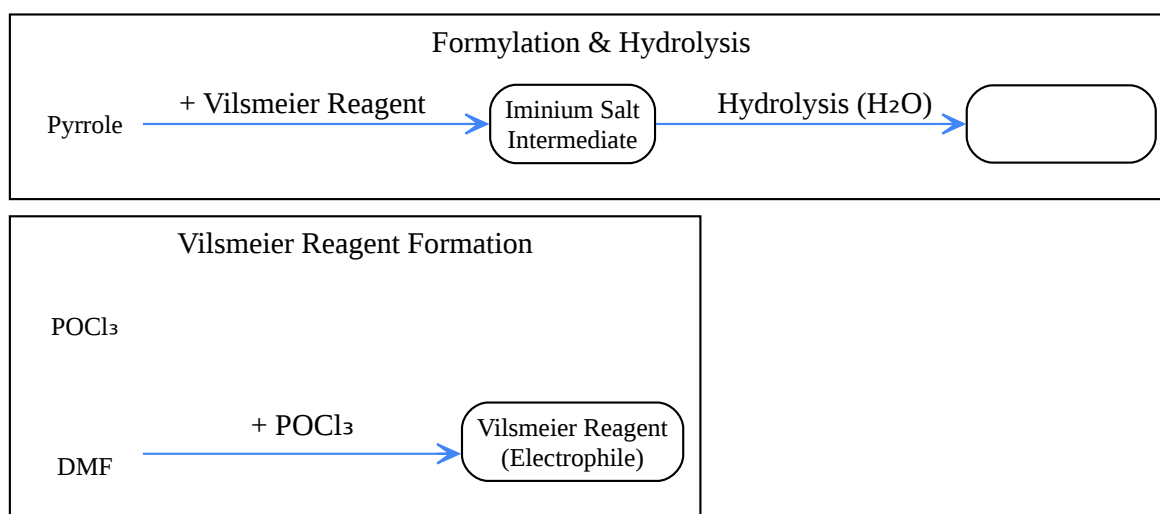 Formylation & Hydrolysis
+ Vilsmeier Reagent
Hydrolysis (H₂O)
Pyrrole
Iminium Salt
Intermediate
Vilsmeier Reagent Formation
POCl₃
+ POCl₃
DMF
Vilsmeier Reagent
(Electrophile)